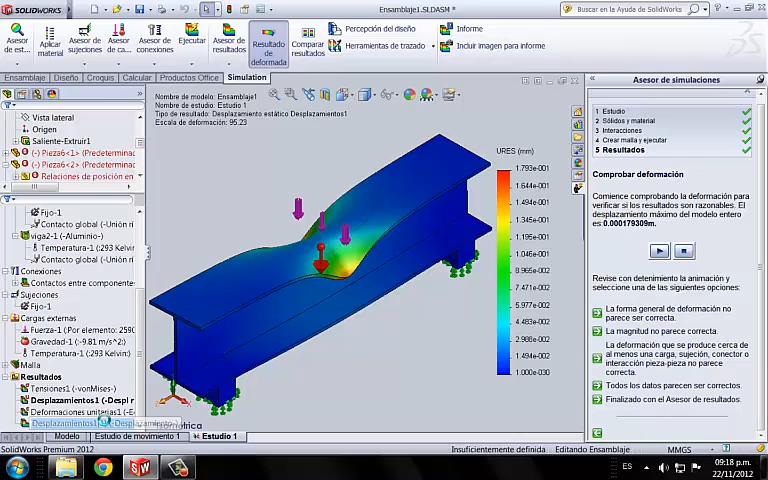 SOLIDWORKS
Ensamblaje1.SLDASM *
Buscar en la Ayuda de SolidWorks
Asesor de est...
Aplicar material
Asesor de sujeciones
Asesor de ca...
Asesor de conexiones
Ejecutar
Asesor de resultados
Resultado de deformada
Comparar resultados
Percepción del diseño
Herramientas de trazado
Informe
Incluir imagen para informe
Ensamblaje
Diseño
Croquis
Calcular
Productos Office
Simulation
Asesor de simulaciones
Vista lateral
Origen
Saliente-Extruir1
(-) Pieza6<1> (Predetermina
(-) Pieza6<2> (Predetermina
Relaciones de posición en
Fijo-1
Contacto global (-Unión r
viga2-1 (-Aluminio-)
Temperatura-1 (:293 Kelvin
Contacto global (-Unión r
Conexiones
Contactos entre componente
Sujeciones
Fijo-1
Cargas externas
Fuerza-1 (:Por elemento: 2590
Gravedad-1 (:-9.81 m/s^2:)
Temperatura-1 (:293 Kelvin:)
Malla
Resultados
Tensiones1 (-vonMises-)
Desplazamientos1 (-Despl
Deformaciones unitarias1 (-D
Nombre de modelo: Ensamblaje1
Nombre de estudio: Estudio 1
Tipo de resultado: Desplazamiento estático Desplazamientos1
Escala de deformación: 95.23
URES (mm)
1.793e-001
1.644e-001
1.494e-001
1.345e-001
1.195e-001
1.046e-001
8.965e-002
7.471e-002
5.977e-002
4.483e-002
2.988e-002
1.494e-002
1.000e-030
1 Estudio
2 Sólidos y material
3 Interacciones
4 Crear malla y ejecutar
5 Resultados
Comprobar deformación
Comience comprobando la deformada para
verificar si los resultados son razonables. El
desplazamiento máximo del modelo entero
es:0.000179309m.
Revise con detenimiento la animación y
seleccione una de las siguientes opciones:
La forma general de deformación no
parece ser correcta.
La magnitud no parece correcta.
La deformación que se produce cerca de
al menos una carga, sujeción, conector o
interacción pieza-pieza no parece
correcta.
Todos los datos parecen ser correctos.
Finalizado con el Asesor de resultados.
Modelo
Estudio de movimiento 1
Estudio 1
SolidWorks Premium 2012
Insuficientemente definida
Editando Ensamblaje
MMGS
ES
09:18 p.m.
22/11/2012